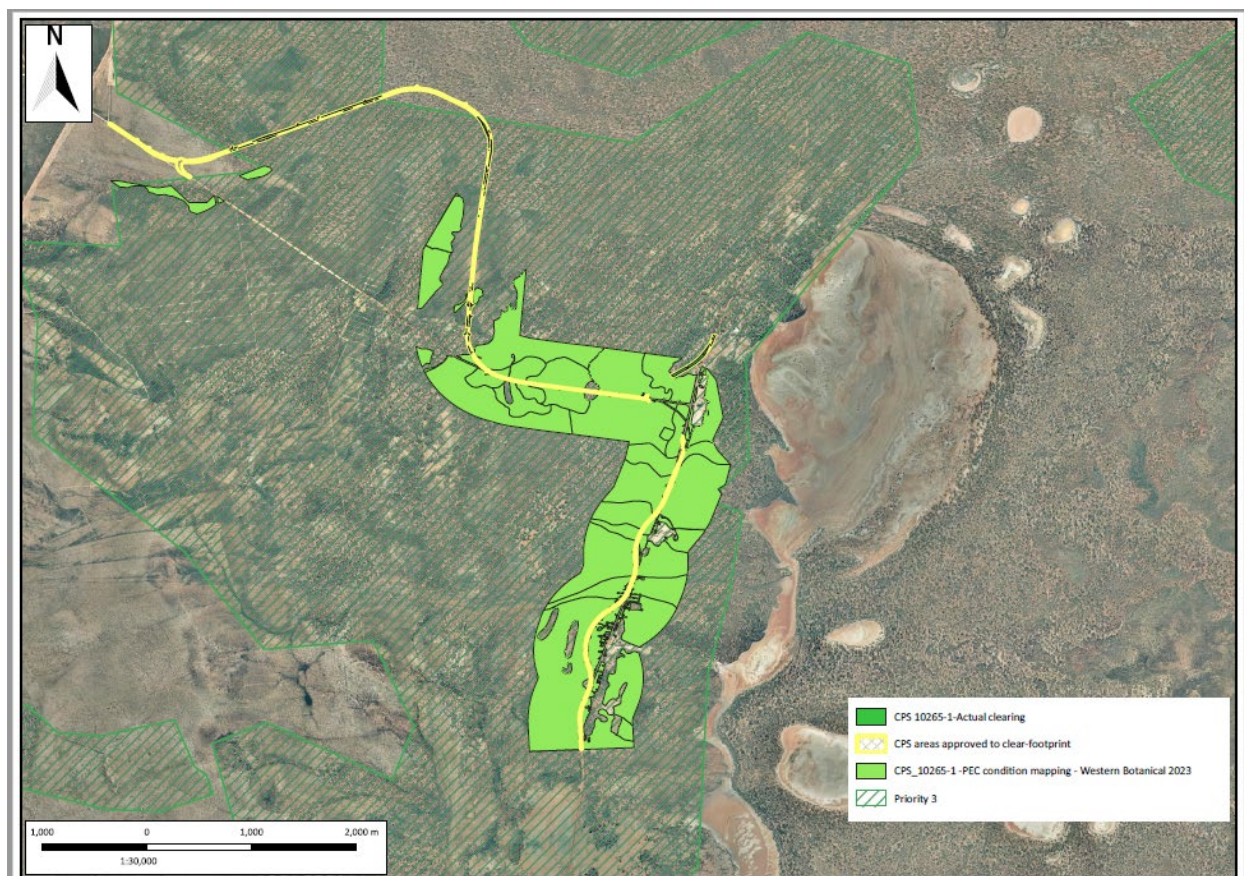 N
CPS 10265-1-Actual clearing
CPS areas approved to clear-footprint
CPS_10265-1 -PEC condition mapping - Western Botanical 2023
Priority 3
1,000 0 1,000 2,000 m
1:30,000